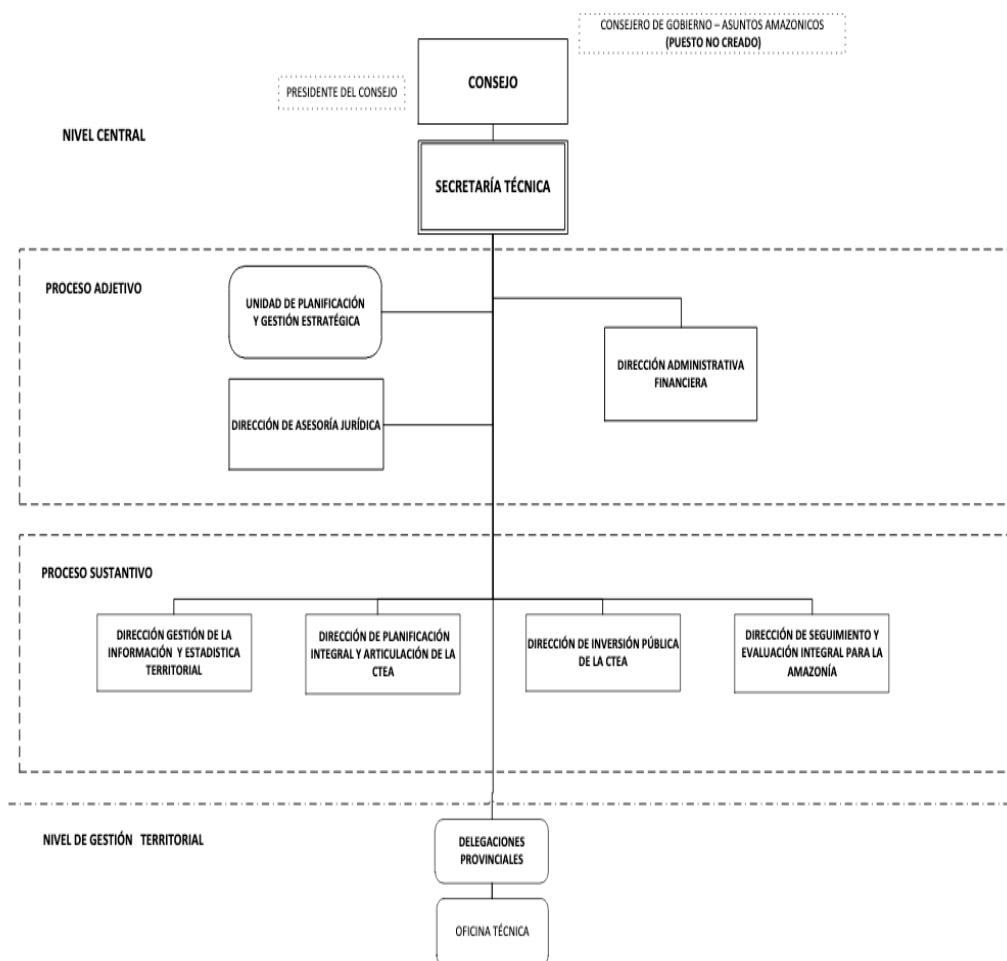 CONSEJERO DE GOBIERNO – ASUNTOS AMAZONICOS
(PUESTO NO CREADO)
CONSEJO
PRESIDENTE DEL CONSEJO
NIVEL CENTRAL
SECRETARÍA TÉCNICA
PROCESO ADJETIVO
UNIDAD DE PLANIFICACIÓN
Y GESTIÓN ESTRATÉGICA
DIRECCIÓN ADMINISTRATIVA
FINANCIERA
DIRECCIÓN DE ASESORÍA JURÍDICA
PROCESO SUSTANTIVO
DIRECCIÓN GESTIÓN DE LA
INFORMACIÓN Y ESTADISTICA
TERRITORIAL
DIRECCIÓN DE PLANIFICACIÓN
INTEGRAL Y ARTICULACIÓN DE LA
CTEA
DIRECCIÓN DE INVERSIÓN PÚBLICA
DE LA CTEA
DIRECCIÓN DE SEGUIMIENTO Y
EVALUACIÓN INTEGRAL PARA LA
AMAZONÍA
NIVEL DE GESTIÓN TERRITORIAL
DELEGACIONES
PROVINCIALES
OFICINA TÉCNICA